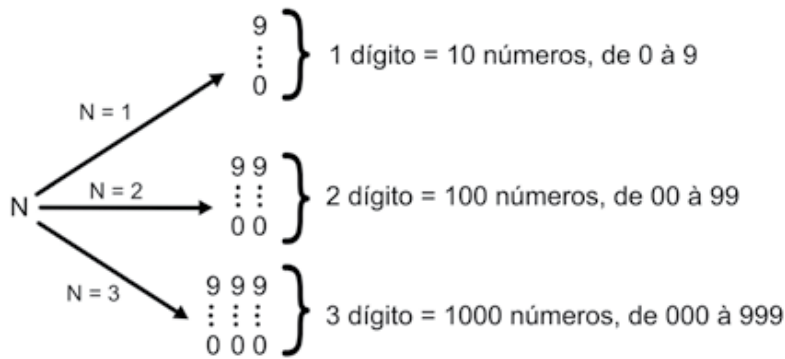 9
⋮
0
1 dígito = 10 números, de 0 à 9
N = 1
9 9
⋮ ⋮
0 0
2 dígito = 100 números, de 00 à 99
N = 2
N
N = 3
9 9 9
⋮ ⋮ ⋮
0 0 0
3 dígito = 1000 números, de 000 à 999